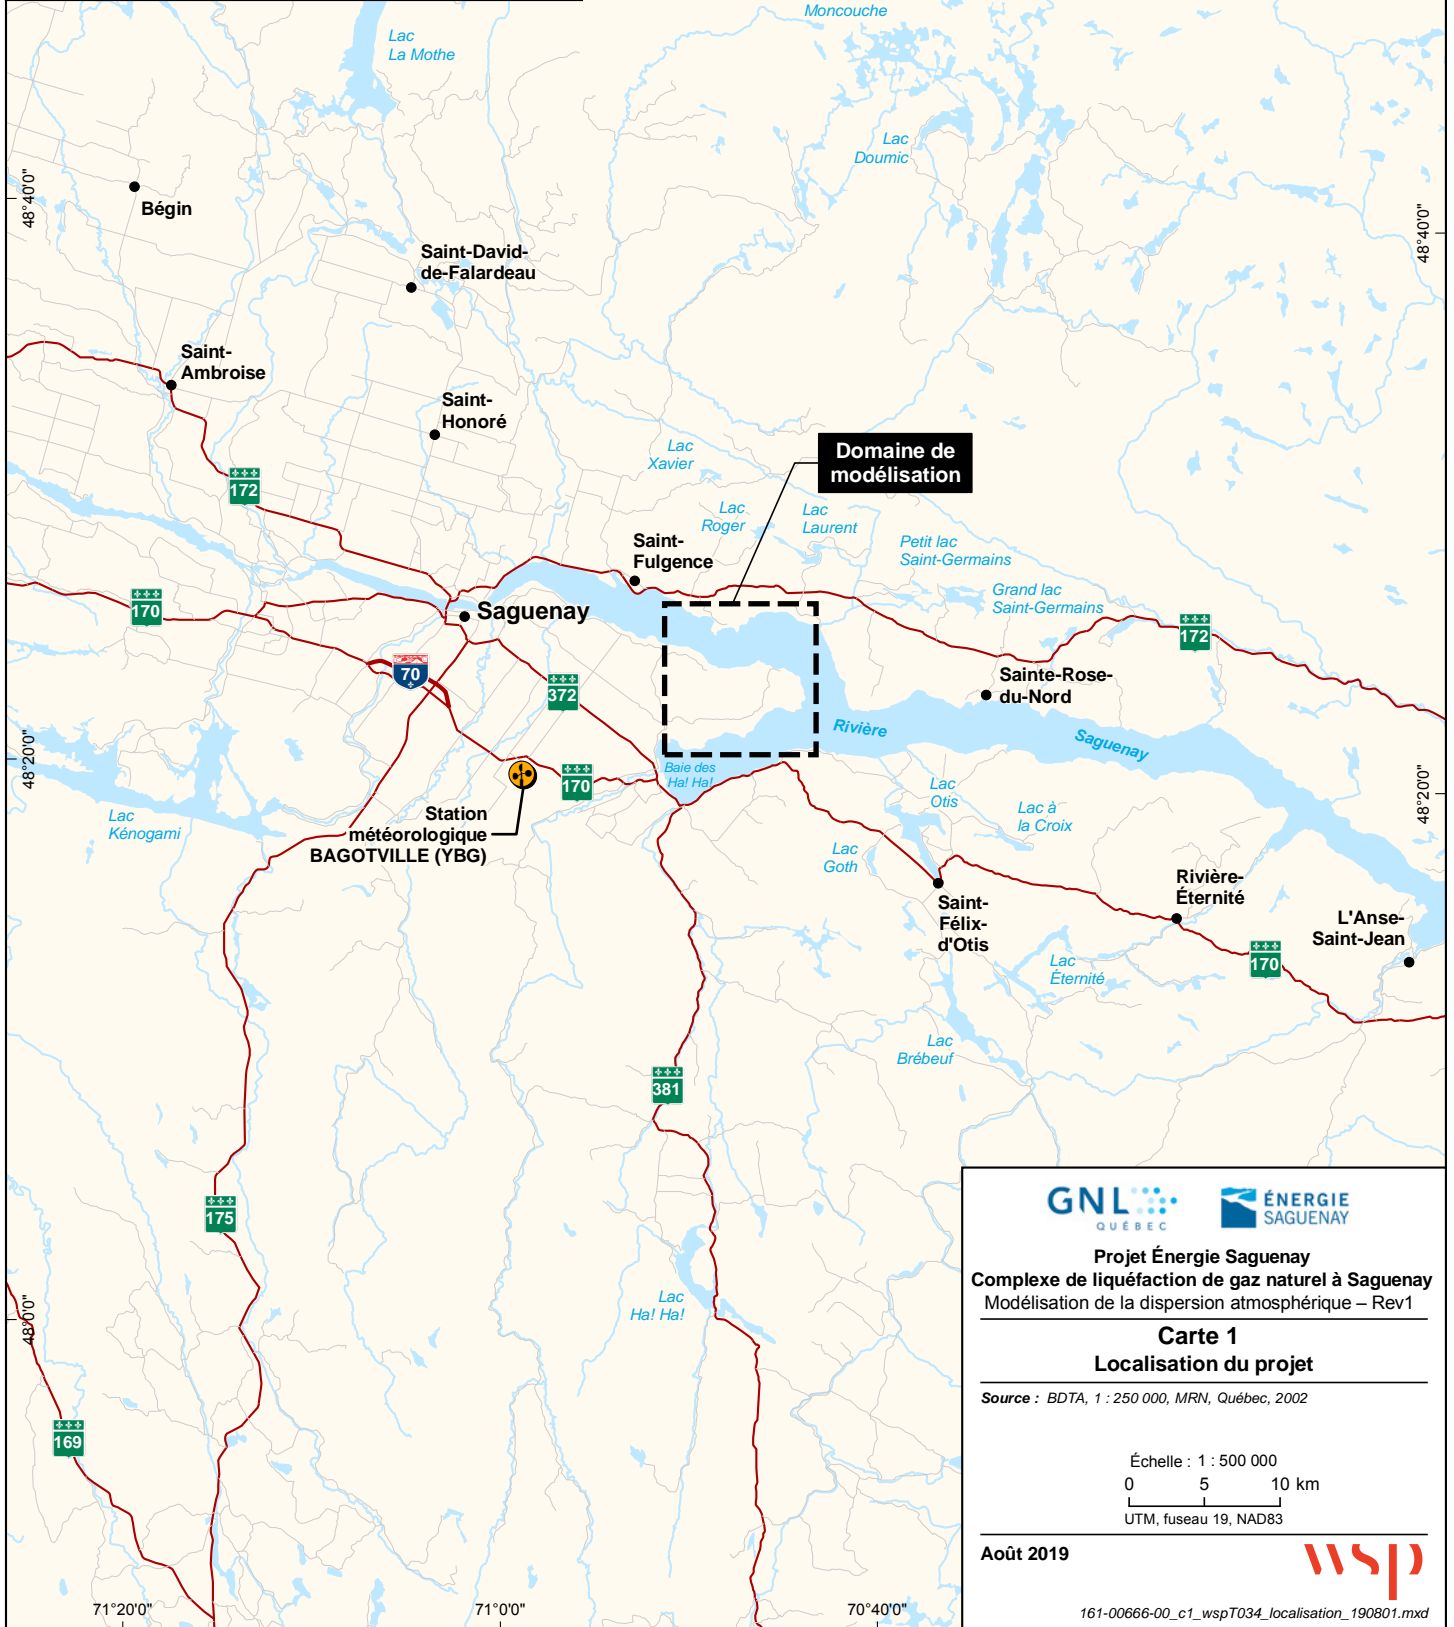 Moncouche
Lac
La Mothe
Lac
Doumic
48°40'0"
48°40'0"
Bégin
Saint-David-
de-Falardeau
Saint-
Ambroise
Saint-
Honoré
Lac
Xavier
Domaine de
modélisation
172
Lac
Roger
Lac
Laurent
Saint-
Fulgence
Petit lac
Saint-Germains
Grand lac
Saint-Germains
170
Saguenay
172
70
372
Sainte-Rose-
du-Nord
Rivière
Saguenay
48°20'0"
48°20'0"
Baie des
Ha! Ha!
170
Lac
Kénogami
Station
météorologique
BAGOTVILLE (YBG)
Lac
Otis
Lac à
la Croix
Lac
Goth
Saint-
Félix-
d'Otis
Rivière-
Éternité
L'Anse-
Saint-Jean
Lac
Éternité
170
Lac
Brébeuf
381
175
Lac
Ha! Ha!
48°0'0"
169
71°20'0"
71°0'0"
70°40'0"
GNL
QUÉBEC
ÉNERGIE
SAGUENAY
Projet Énergie Saguenay
Complexe de liquéfaction de gaz naturel à Saguenay
Modélisation de la dispersion atmosphérique – Rev1
Carte 1
Localisation du projet
Source : BDTA, 1 : 250 000, MRN, Québec, 2002
Échelle : 1 : 500 000
0 5 10 km
UTM, fuseau 19, NAD83
Août 2019
wsp
161-00666-00_c1_wspT034_localisation_190801.mxd